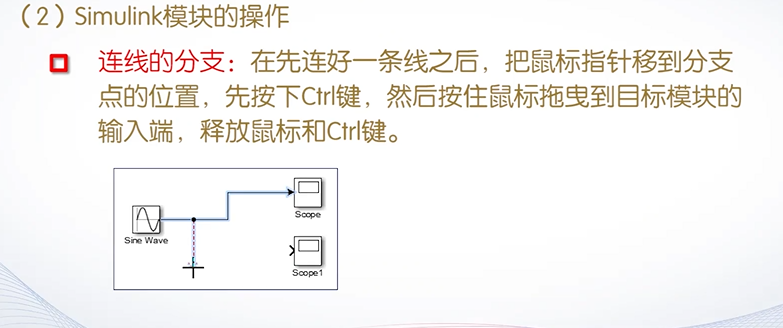 （2）Simulink模块的操作
连线的分支：在先连好一条线之后，把鼠标指针移到分支
点的位置，先按下Ctrl键，然后按住鼠标拖曳到目标模块的
输入端，释放鼠标和Ctrl键。
Scope
Sine Wave
Scope1